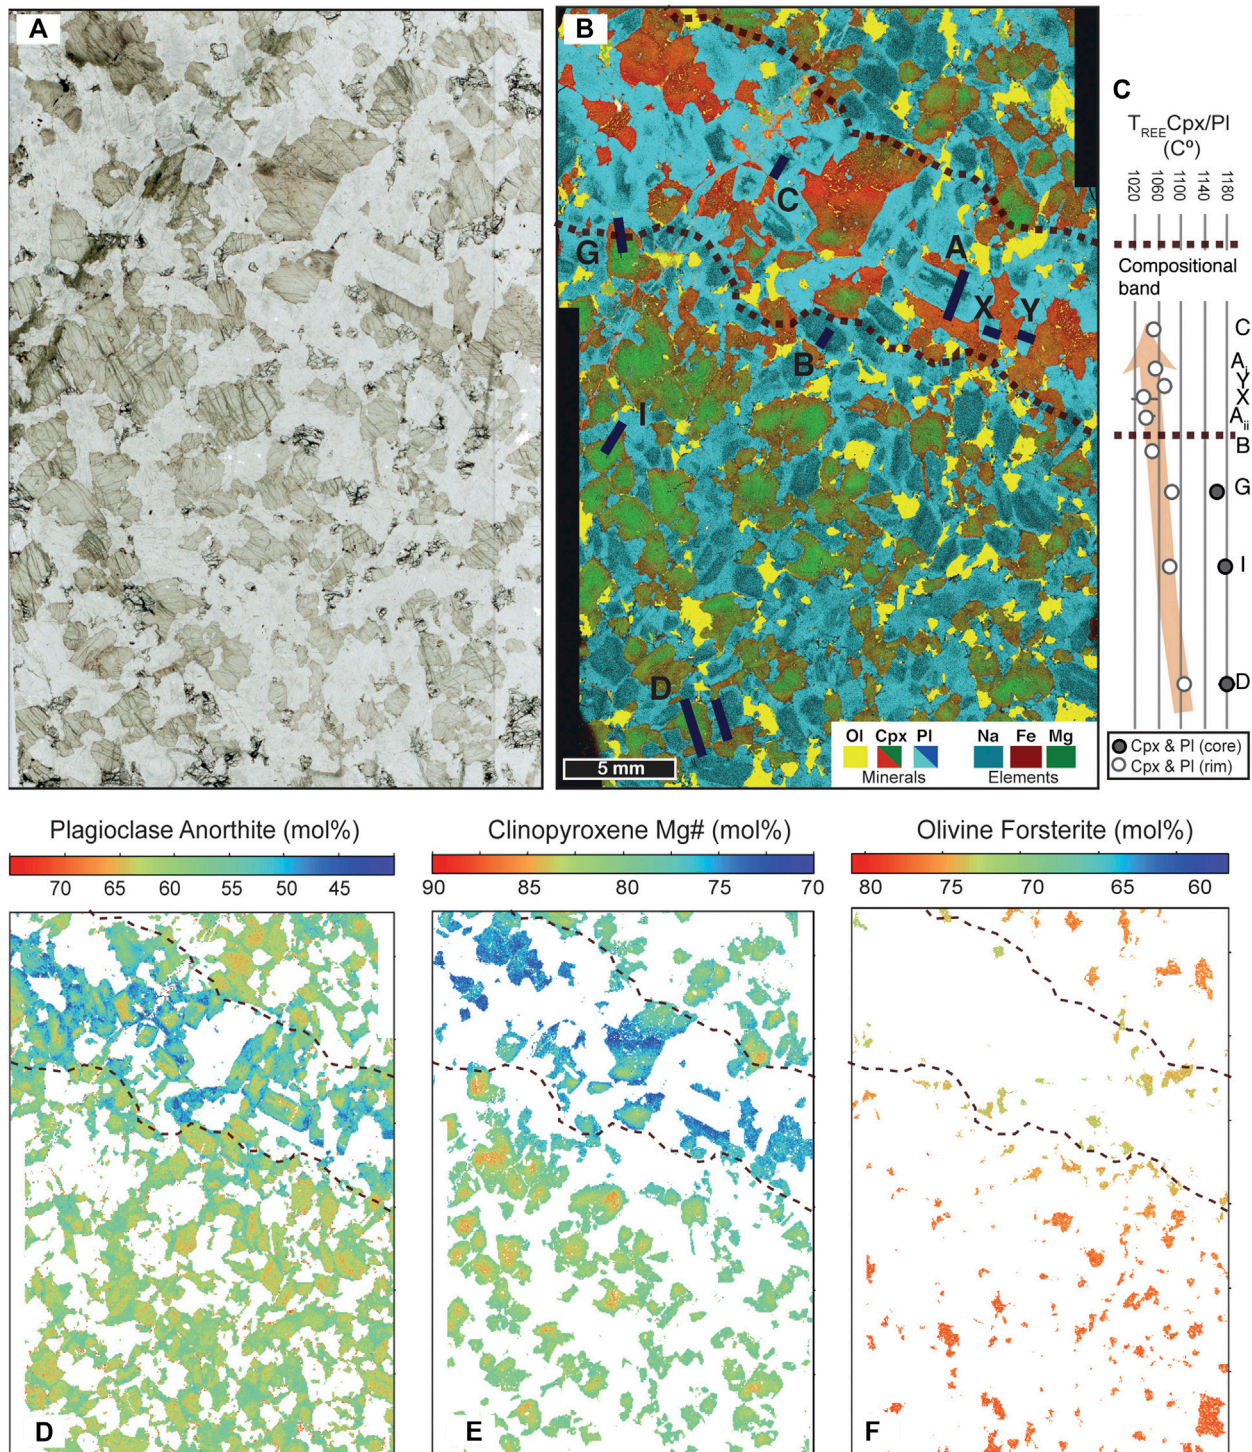 A
B
C
T_REE Cpx/Pl
(Cº)
1020
1060
1100
1140
1180
Compositional
band
C
A_i
Y
X
A_ii
B
G
I
D
Cpx & Pl (core)
Cpx & Pl (rim)
C
G
A
X
Y
B
I
D
5 mm
Ol Cpx Pl
Minerals
Na Fe Mg
Elements
Plagioclase Anorthite (mol%)
70 65 60 55 50 45
Clinopyroxene Mg# (mol%)
90 85 80 75 70
Olivine Forsterite (mol%)
80 75 70 65 60
D
E
F